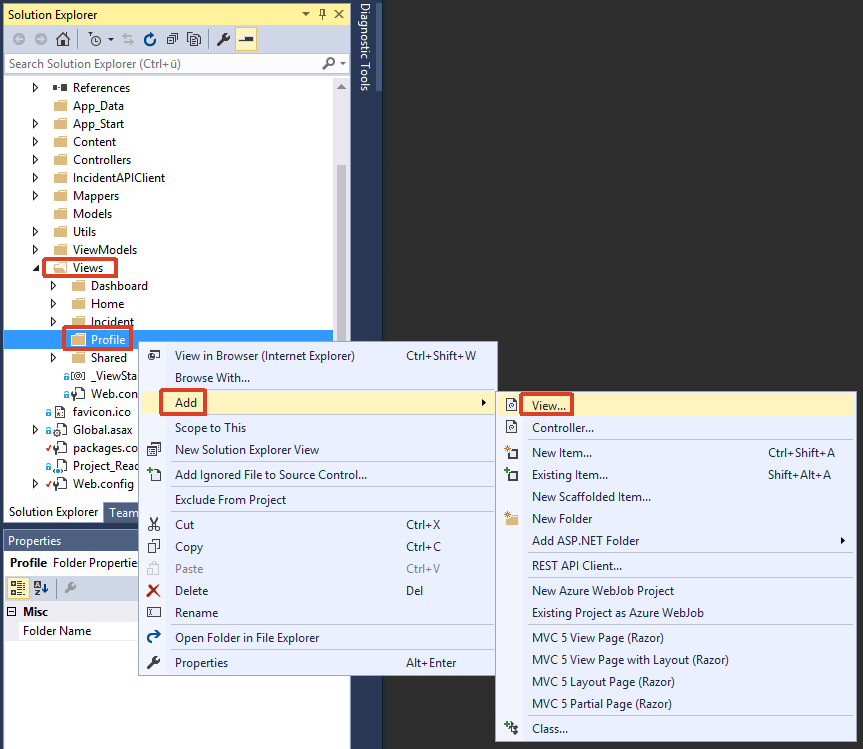 Solution Explorer
Search Solution Explorer (Ctrl+ü)
References
App_Data
App_Start
Content
Controllers
IncidentAPIClient
Mappers
Models
Utils
ViewModels
Views
Dashboard
Home
Incident
Profile
Shared
_ViewSta
Web.con
favicon.ico
Global.asax
packages.co
Project_Reac
Web.config
Solution Explorer
Team
Properties
Profile Folder Propertie
Misc
Folder Name
Diagnostic Tools
View in Browser (Internet Explorer) Ctrl+Shift+W
Browse With...
Add
Scope to This
New Solution Explorer View
Add Ignored File to Source Control...
Exclude From Project
Cut Ctrl+X
Copy Ctrl+C
Paste Ctrl+V
Delete Del
Rename
Open Folder in File Explorer
Properties Alt+Enter
View...
Controller...
New Item... Ctrl+Shift+A
Existing Item... Shift+Alt+A
New Scaffolded Item...
New Folder
Add ASP.NET Folder
REST API Client...
New Azure WebJob Project
Existing Project as Azure WebJob
MVC 5 View Page (Razor)
MVC 5 View Page with Layout (Razor)
MVC 5 Layout Page (Razor)
MVC 5 Partial Page (Razor)
Class...